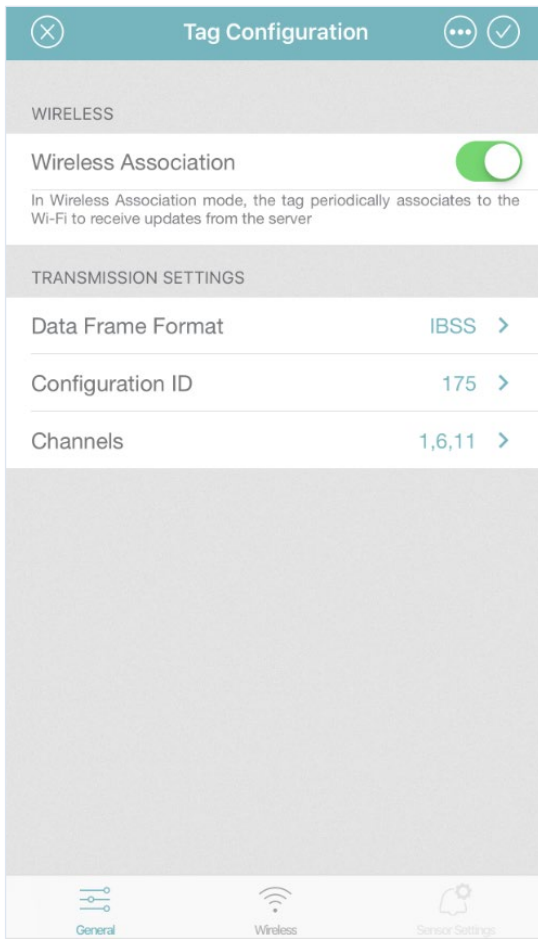 Tag Configuration
WIRELESS
Wireless Association
In Wireless Association mode, the tag periodically associates to the
Wi-Fi to receive updates from the server
TRANSMISSION SETTINGS
Data Frame Format IBSS
Configuration ID 175
Channels 1,6,11
General Wireless Sensor Settings